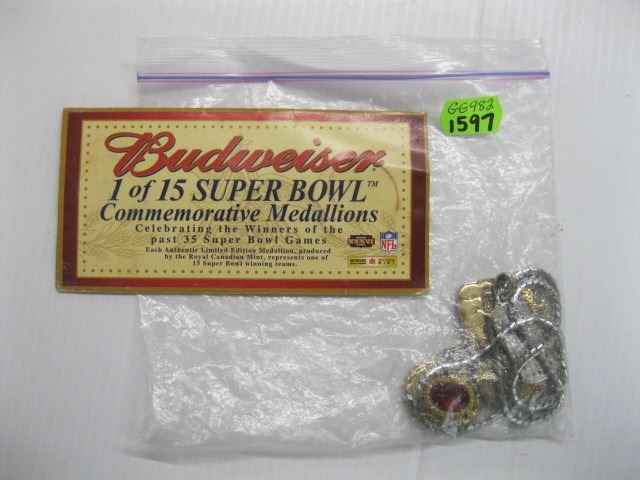 GG982
1597
Budweiser
1 of 15 SUPER BOWL™
Commemorative Medallions
Celebrating the Winners of the
past 35 Super Bowl Games
Each Authentic Limited Edition Medallion, produced
by the Royal Canadian Mint, represents one of
15 Super Bowl winning teams.
XXXVI
NFL